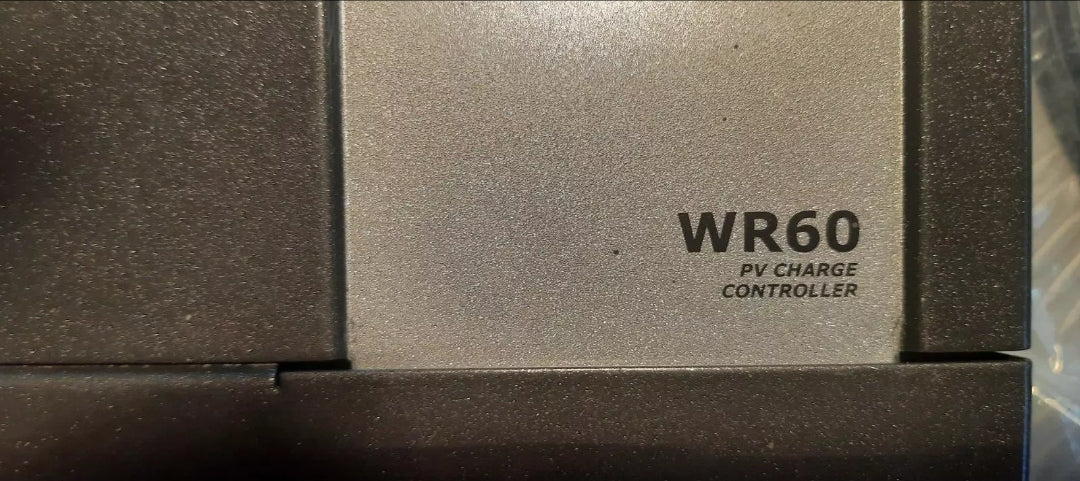 WR60
PV CHARGE
CONTROLLER